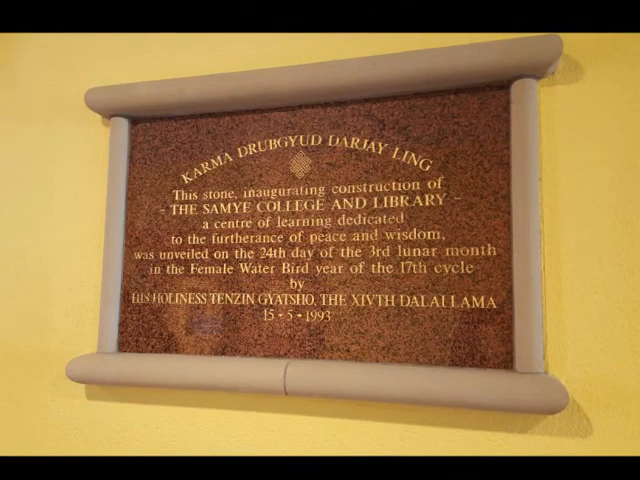 KARMA DRUBGYUD DARJAY LING
This stone, inaugurating construction of
- THE SAMYE COLLEGE AND LIBRARY -
a centre of learning dedicated
to the furtherance of peace and wisdom,
was unveiled on the 24th day of the 3rd lunar month
in the Female Water Bird year of the 17th cycle
by
HIS HOLINESS TENZIN GYATSHO, THE XIVTH DALAI LAMA
15-5-1993